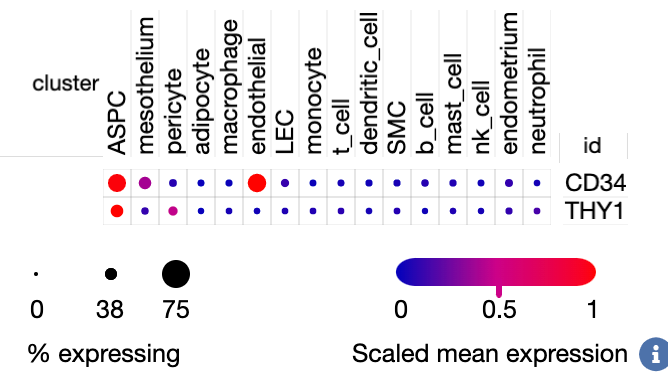 cluster
ASPC
mesothelium
pericyte
adipocyte
macrophage
endothelial
LEC
monocyte
t_cell
dendritic_cell
SMC
b_cell
mast_cell
nk_cell
endometrium
neutrophil
id
CD34
THY1
0 38 75
% expressing
0 0.5 1
Scaled mean expression i